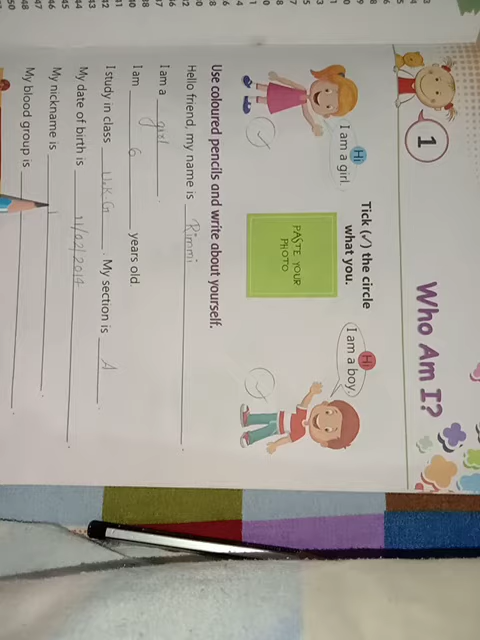 1
Who Am I?
Tick (✓) the circle
what you.
Hi
I am a girl.
Hi
I am a boy.
PASTE YOUR
PHOTO
Use coloured pencils and write about yourself.
Hello friend, my name is Rimmi.
I am a girl.
I am 6 years old.
I study in class U.K.G. My section is A.
My date of birth is 11/02/2014.
My nickname is
My blood group is